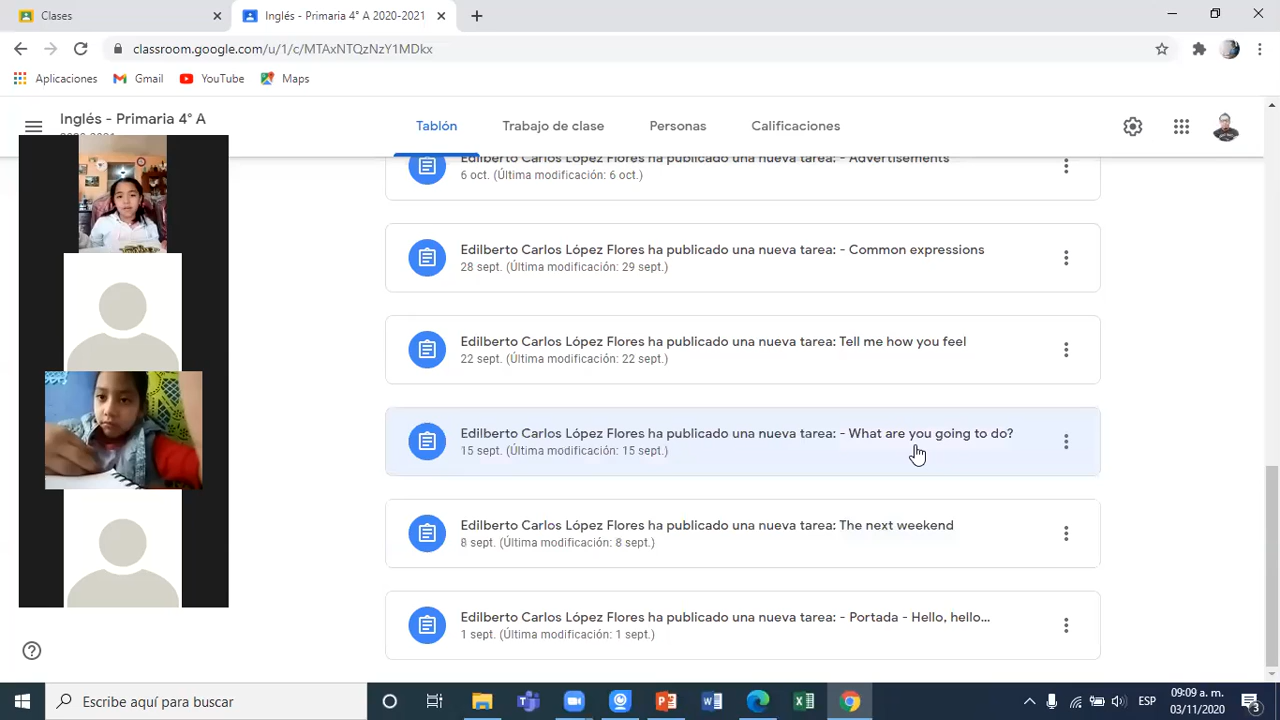 Clases
Inglés - Primaria 4° A 2020-2021
classroom.google.com/u/1/c/MTAxNTQzNzY1MDkx
Aplicaciones
Gmail
YouTube
Maps
Inglés - Primaria 4° A
Tablón
Trabajo de clase
Personas
Calificaciones
Edilberto Carlos López Flores ha publicado una nueva tarea: - Advertisements
6 oct. (Última modificación: 6 oct.)
Edilberto Carlos López Flores ha publicado una nueva tarea: - Common expressions
28 sept. (Última modificación: 29 sept.)
Edilberto Carlos López Flores ha publicado una nueva tarea: Tell me how you feel
22 sept. (Última modificación: 22 sept.)
Edilberto Carlos López Flores ha publicado una nueva tarea: - What are you going to do?
15 sept. (Última modificación: 15 sept.)
Edilberto Carlos López Flores ha publicado una nueva tarea: The next weekend
8 sept. (Última modificación: 8 sept.)
Edilberto Carlos López Flores ha publicado una nueva tarea: - Portada - Hello, hello...
1 sept. (Última modificación: 1 sept.)
Escribe aquí para buscar
ESP
09:09 a. m.
03/11/2020
3